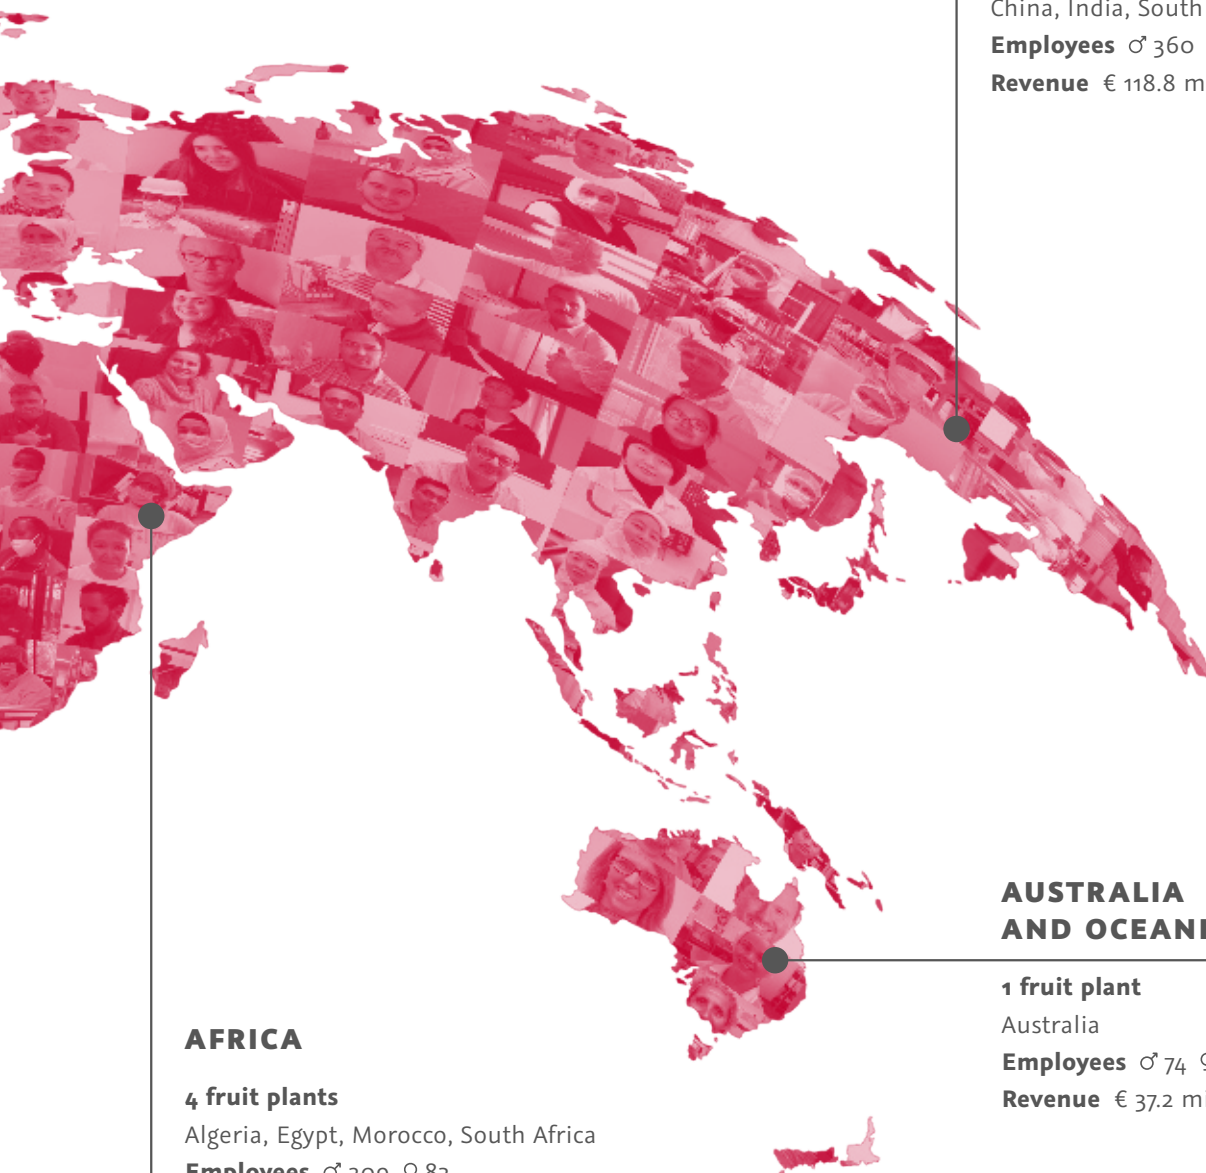 China, India, South
Employees ♂ 360
Revenue € 118.8 m
AUSTRALIA
AND OCEANI
1 fruit plant
Australia
Employees ♂ 74 ♀
Revenue € 37.2 mi
AFRICA
4 fruit plants
Algeria, Egypt, Morocco, South Africa
Employees